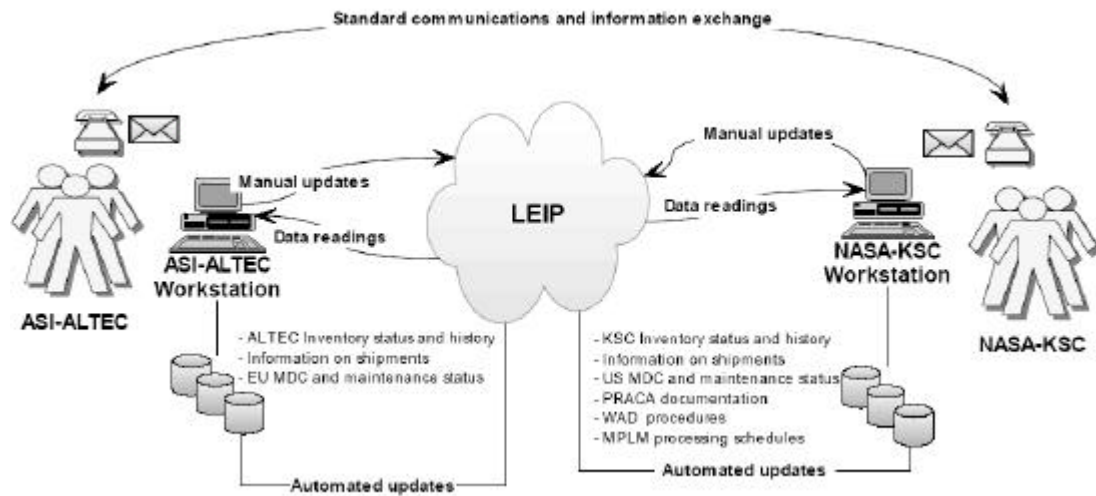 Standard communications and information exchange
Manual updates
Manual updates
LEIP
Data readings
Data readings
ASI-ALTEC
Workstation
NASA-KSC
Workstation
ASI-ALTEC
NASA-KSC
- ALTEC Inventory status and history
- Information on shipments
- EU MDC and maintenance status
- KSC Inventory status and history
- Information on shipments
- US MDC and maintenance status
- PRACA documentation
- WAD procedures
- MPLM processing schedules
Automated updates
Automated updates